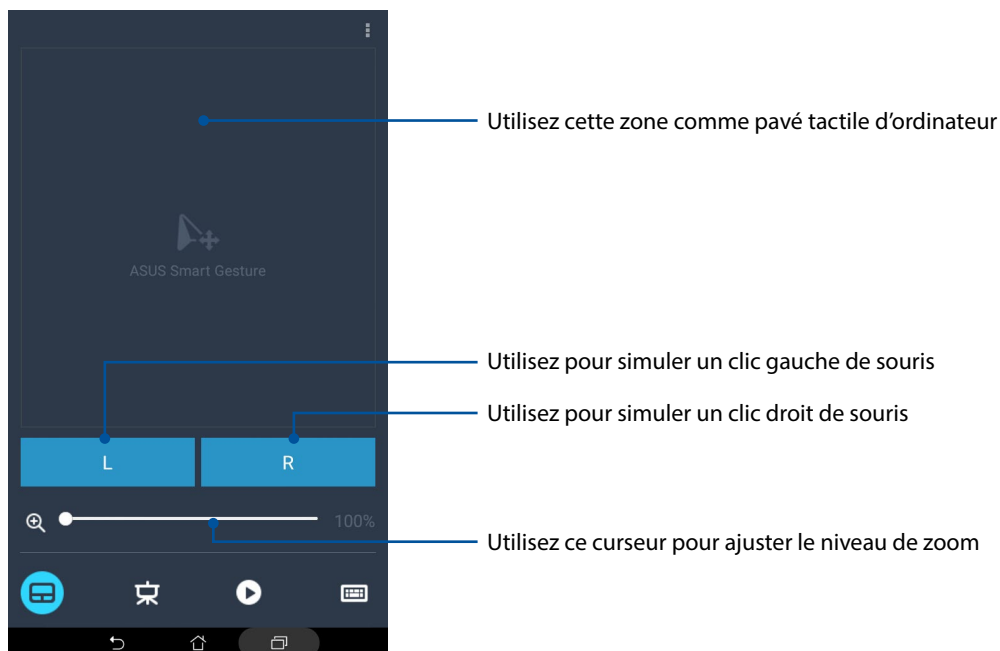 Utilisez cette zone comme pavé tactile d’ordinateur
ASUS Smart Gesture
Utilisez pour simuler un clic gauche de souris
Utilisez pour simuler un clic droit de souris
L R
100%
Utilisez ce curseur pour ajuster le niveau de zoom